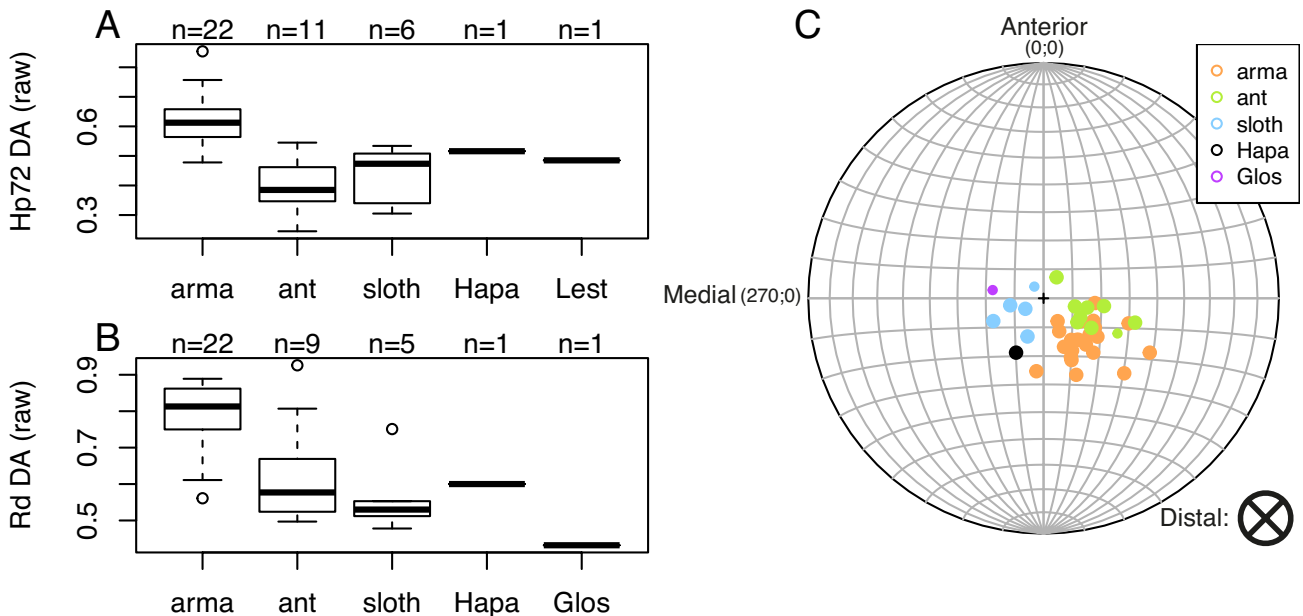 A
n=22 n=11 n=6 n=1 n=1
Hp72 DA (raw)
0.6
0.3
arma ant sloth Hapa Lest
B
n=22 n=9 n=5 n=1 n=1
Rd DA (raw)
0.9
0.7
0.5
arma ant sloth Hapa Glos
C
Anterior
(0;0)
Medial (270;0)
arma
ant
sloth
Hapa
Glos
Distal: